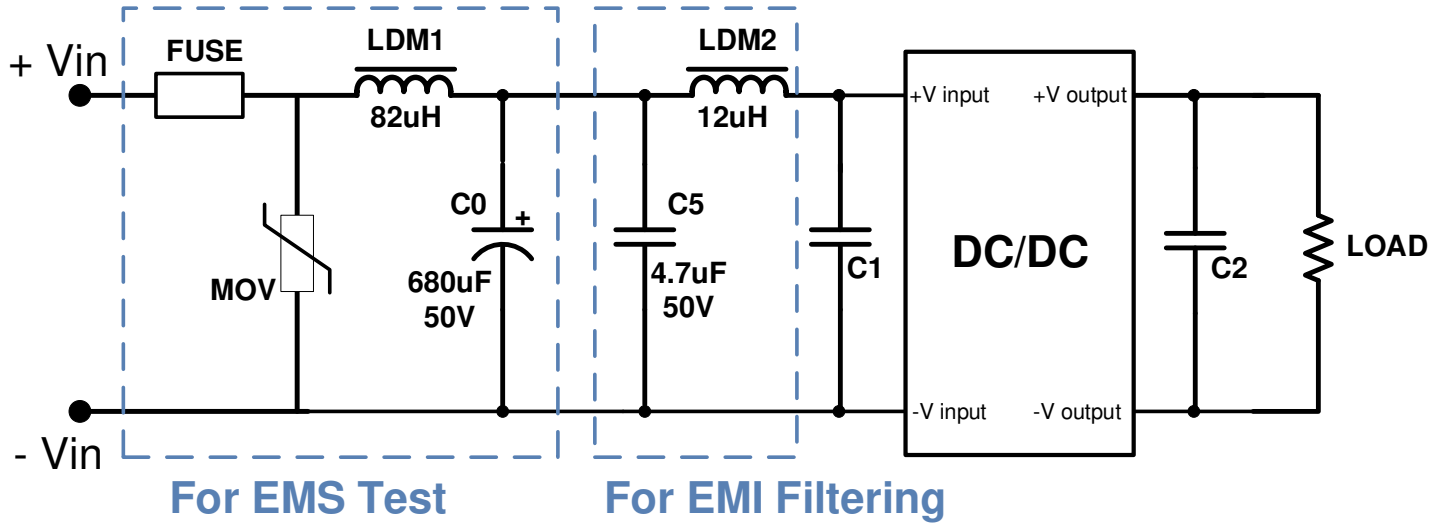 + Vin
FUSE
LDM1
82uH
LDM2
12uH
+V input
+V output
MOV
C0
+
680uF
50V
C5
4.7uF
50V
C1
DC/DC
C2
LOAD
-V input
-V output
- Vin
For EMS Test
For EMI Filtering